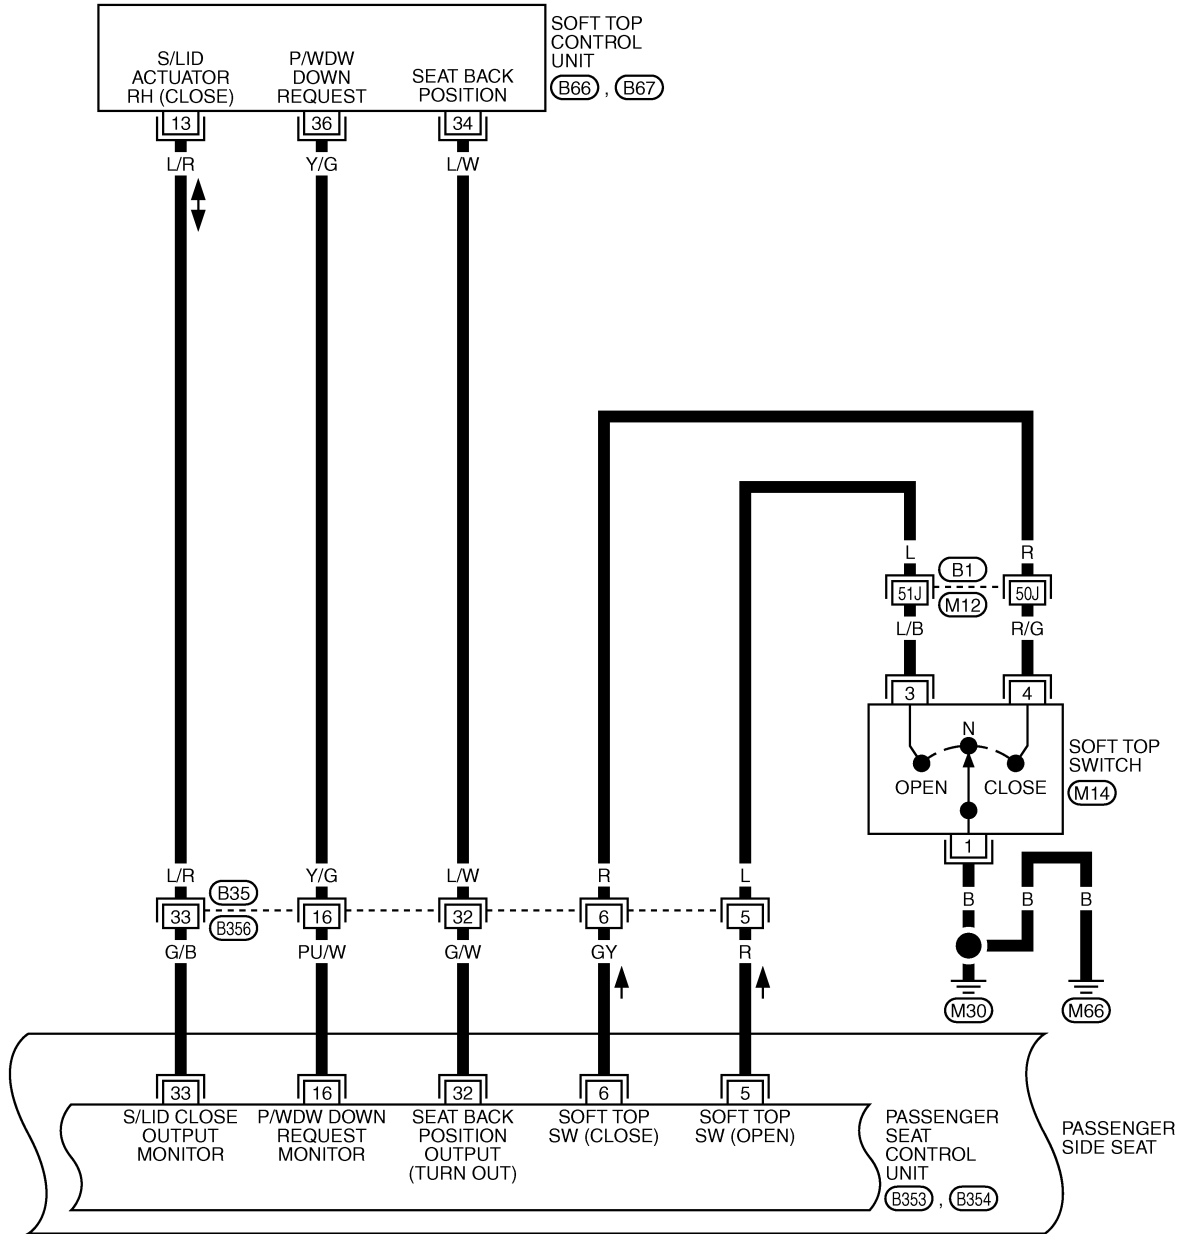 SOFT TOP
CONTROL
UNIT
B66 , B67
S/LID
ACTUATOR
RH (CLOSE)
P/WDW
DOWN
REQUEST
SEAT BACK
POSITION
13
36
34
L/R
Y/G
L/W
L
R
51J
B1
M12
50J
L/B
R/G
3
4
N
OPEN
CLOSE
SOFT TOP
SWITCH
M14
1
B
B
B
M30
M66
L/R
Y/G
L/W
R
L
33
B35
B356
16
32
6
5
G/B
PU/W
G/W
GY
R
33
16
32
6
5
S/LID CLOSE
OUTPUT
MONITOR
P/WDW DOWN
REQUEST
MONITOR
SEAT BACK
POSITION
OUTPUT
(TURN OUT)
SOFT TOP
SW (CLOSE)
SOFT TOP
SW (OPEN)
PASSENGER
SEAT
CONTROL
UNIT
B353 , B354
PASSENGER
SIDE SEAT